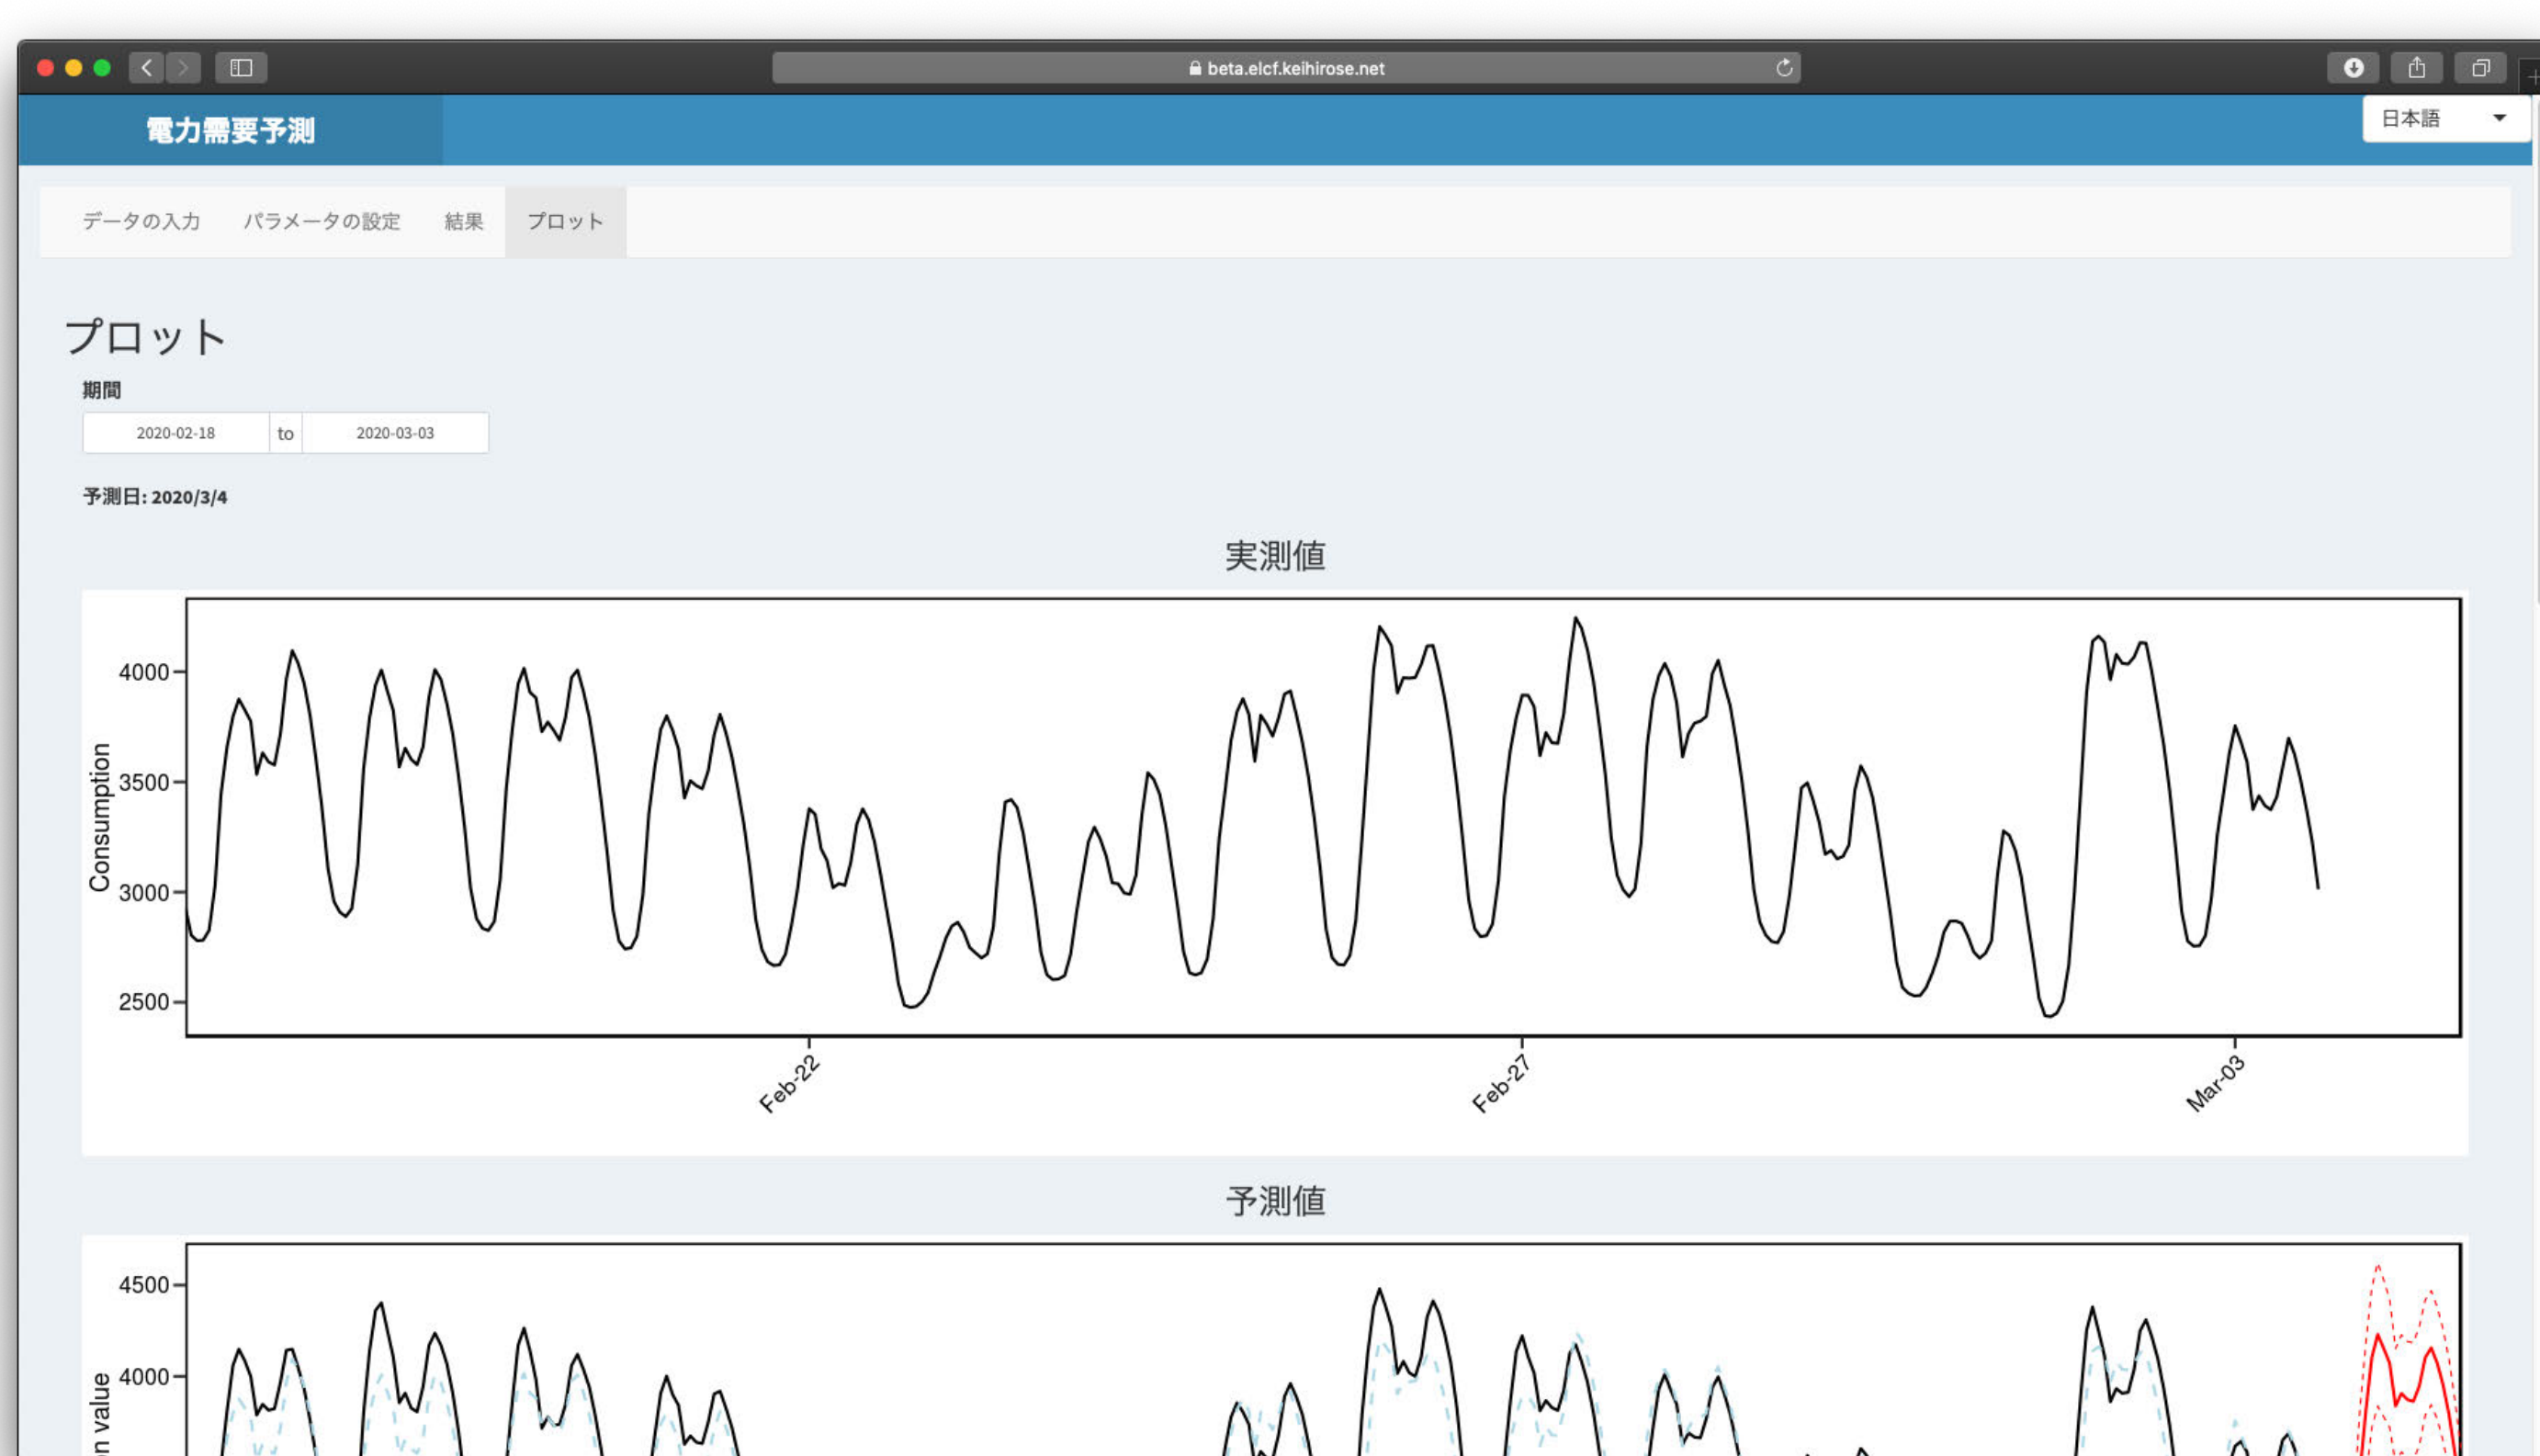 beta.elcf.keihirose.net
電力需要予測
日本語
データの入力 パラメータの設定 結果 プロット
プロット
期間
2020-02-18 to 2020-03-03
予測日: 2020/3/4
実測値
Consumption
4000
3500
3000
2500
Feb-22 Feb-27 Mar-03
予測値
4500
4000
value